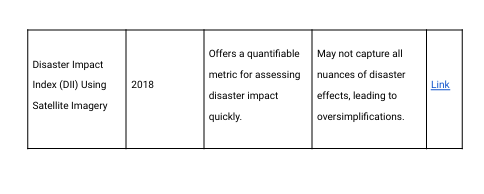 Disaster Impact
Index (DII) Using
Satellite Imagery
2018
Offers a quantifiable
metric for assessing
disaster impact
quickly.
May not capture all
nuances of disaster
effects, leading to
oversimplifications.
Link